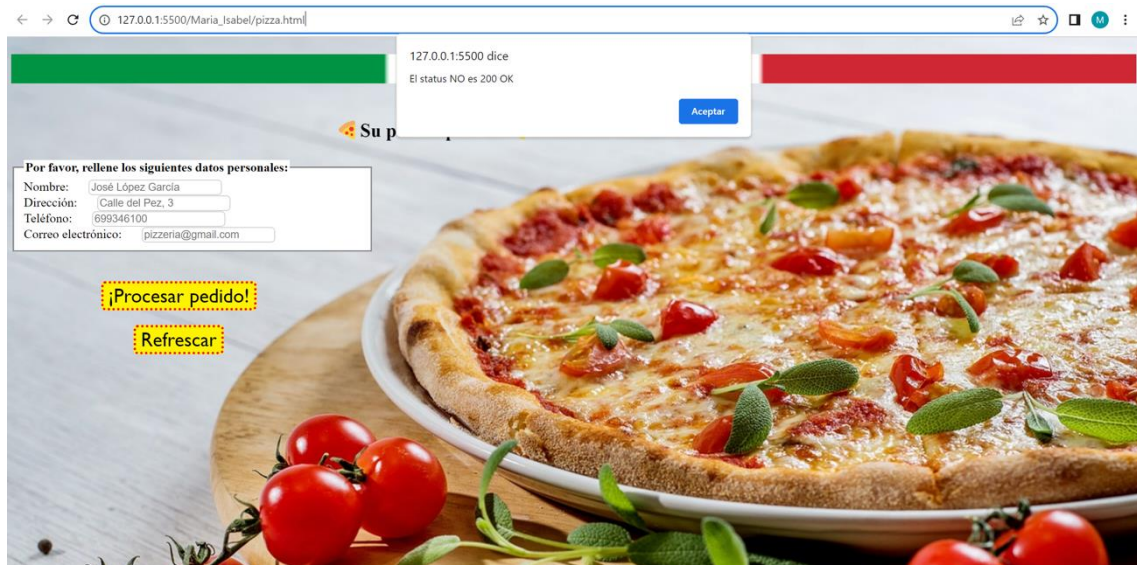 127.0.0.1:5500/Maria_Isabel/pizza.html
M
127.0.0.1:5500 dice
El status NO es 200 OK
Aceptar
🍕 Su p
Por favor, rellene los siguientes datos personales:
Nombre: José López García
Dirección: Calle del Pez, 3
Teléfono: 699346100
Correo electrónico: pizzeria@gmail.com
¡Procesar pedido!
Refrescar